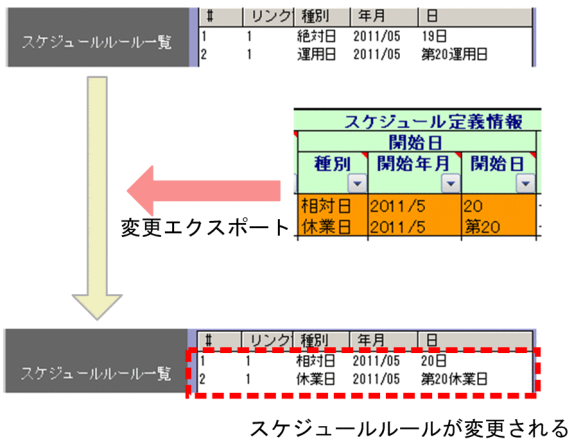 スケジュールルール一覧
# リンク 種別 年月 日
1 1 絶対日 2011/05 19日
2 1 運用日 2011/05 第20運用日
スケジュール定義情報
開始日
種別 開始年月 開始日
相対日 2011/5 20
休業日 2011/5 第20
変更エクスポート
スケジュールルール一覧
# リンク 種別 年月 日
1 1 相対日 2011/05 20日
2 1 休業日 2011/05 第20休業日
スケジュールルールが変更される